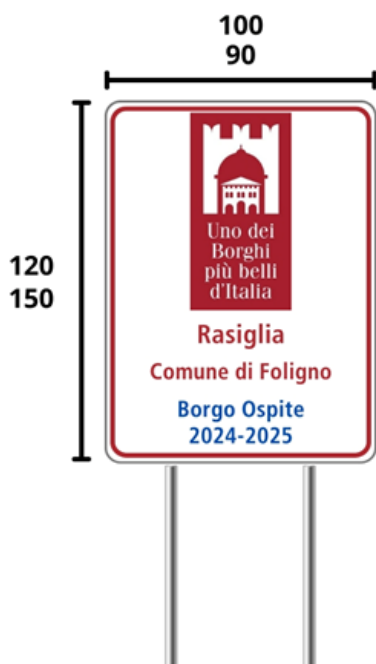 100
90
120
150
Uno dei
Borghi
più belli
d'Italia
Rasiglia
Comune di Foligno
Borgo Ospite
2024-2025